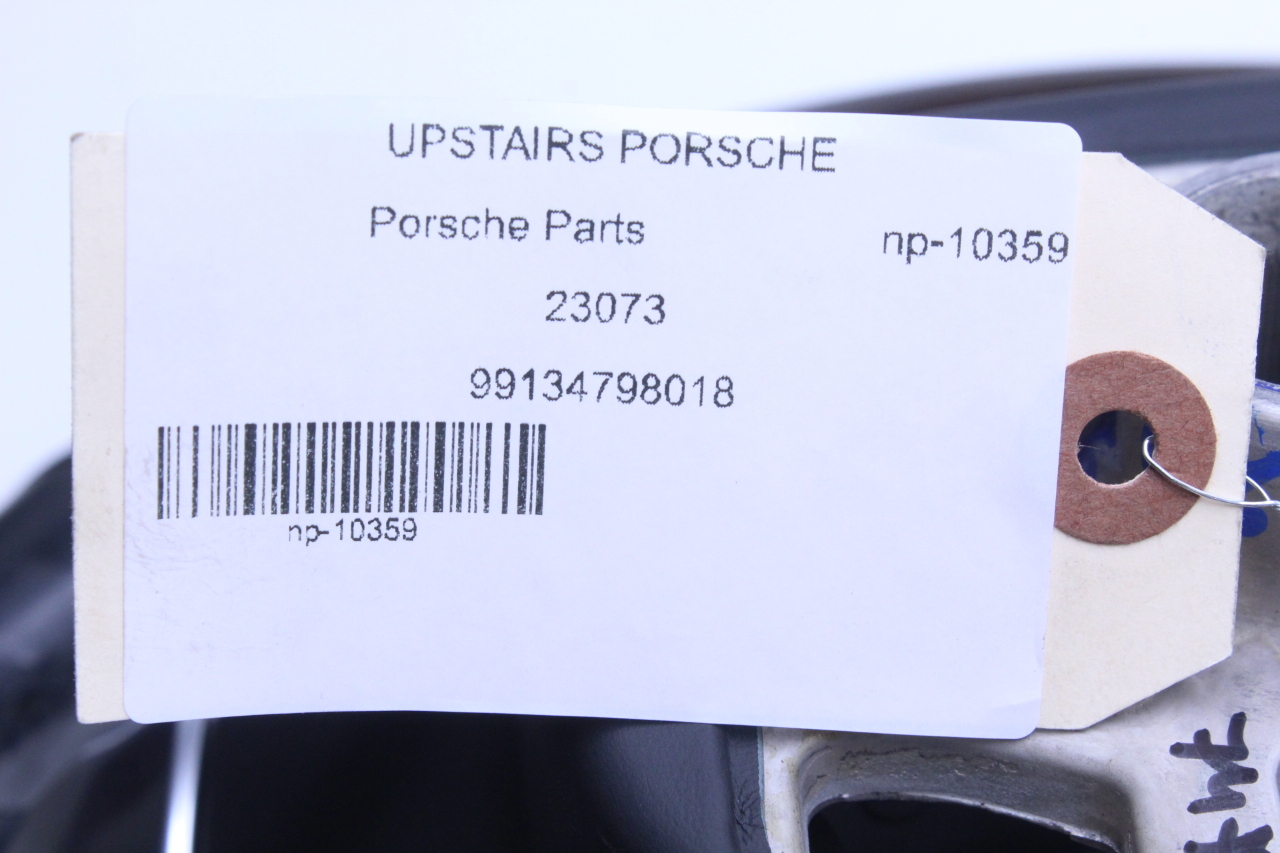 UPSTAIRS PORSCHE
Porsche Parts
np-10359
23073
99134798018
np-10359